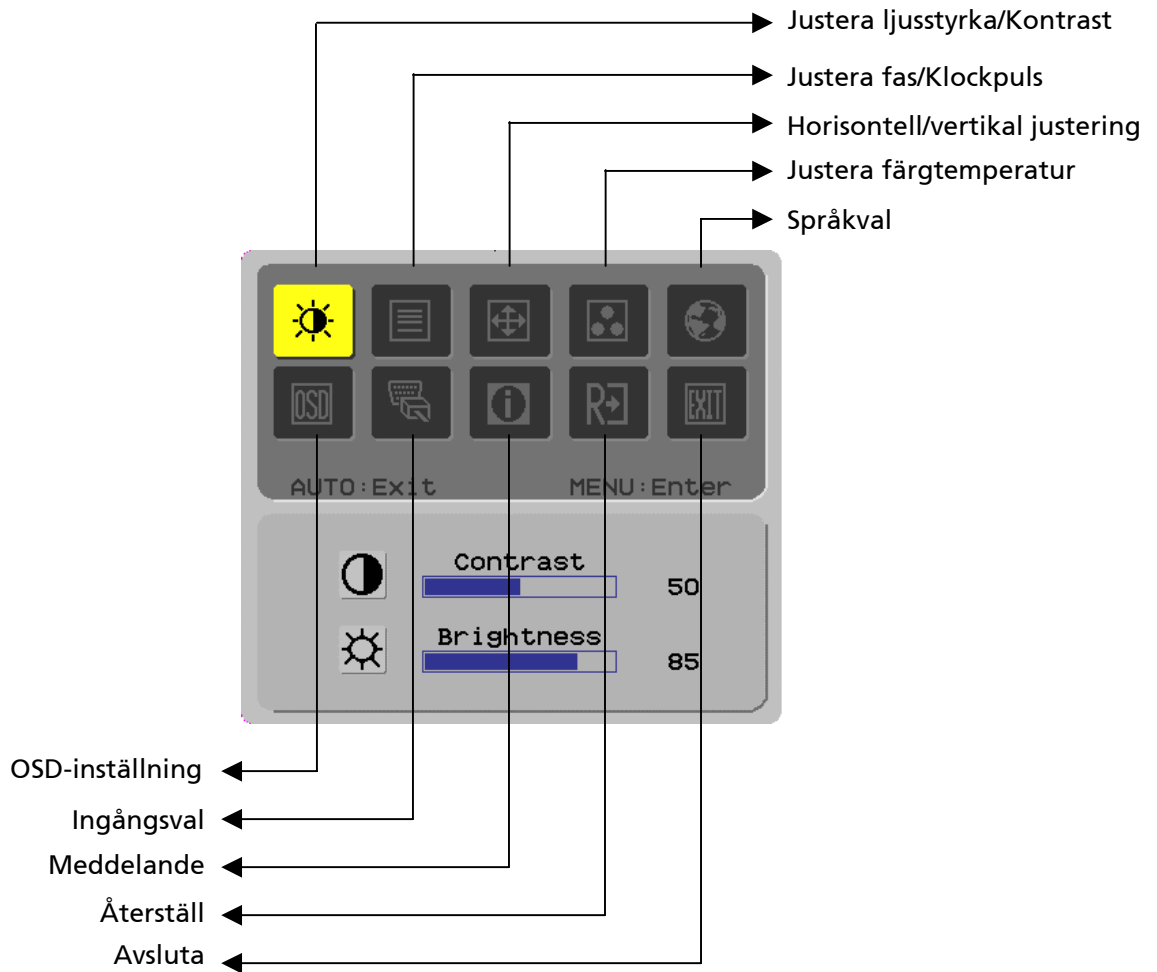 Justera ljusstyrka/Kontrast
Justera fas/Klockpuls
Horisontell/vertikal justering
Justera färgtemperatur
Språkval
OSD
R
EXIT
AUTO:Exit
MENU:Enter
Contrast
50
Brightness
85
OSD-inställning
Ingångsval
Meddelande
Återställ
Avsluta